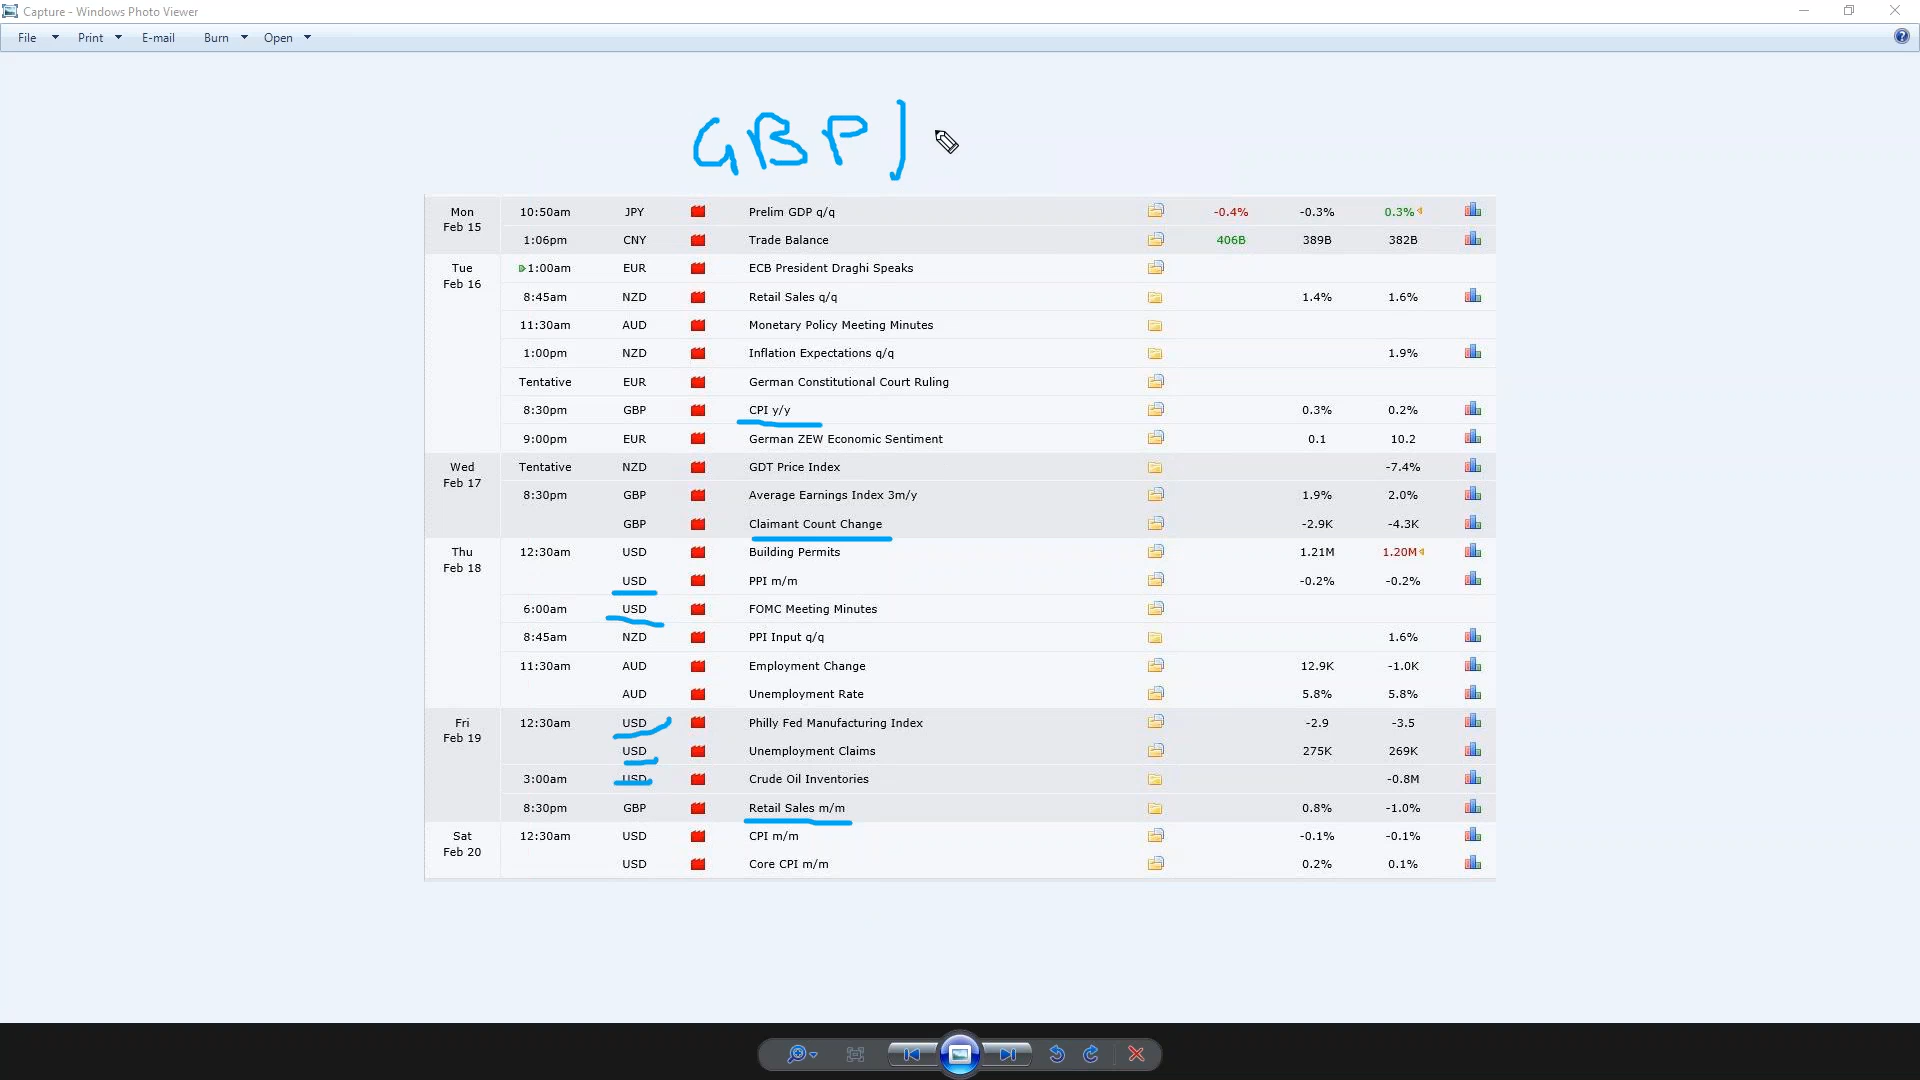 Capture - Windows Photo Viewer
File Print E-mail Burn Open
GBP
Mon Feb 15 10:50am JPY Prelim GDP q/q -0.4% -0.3% 0.3%
1:06pm CNY Trade Balance 406B 389B 382B
Tue Feb 16 1:00am EUR ECB President Draghi Speaks
8:45am NZD Retail Sales q/q 1.4% 1.6%
11:30am AUD Monetary Policy Meeting Minutes
1:00pm NZD Inflation Expectations q/q 1.9%
Tentative EUR German Constitutional Court Ruling
8:30pm GBP CPI y/y 0.3% 0.2%
9:00pm EUR German ZEW Economic Sentiment 0.1 10.2
Wed Feb 17 Tentative NZD GDT Price Index -7.4%
8:30pm GBP Average Earnings Index 3m/y 1.9% 2.0%
GBP Claimant Count Change -2.9K -4.3K
Thu Feb 18 12:30am USD Building Permits 1.21M 1.20M
USD PPI m/m -0.2% -0.2%
6:00am USD FOMC Meeting Minutes
8:45am NZD PPI Input q/q 1.6%
11:30am AUD Employment Change 12.9K -1.0K
AUD Unemployment Rate 5.8% 5.8%
Fri Feb 19 12:30am USD Philly Fed Manufacturing Index -2.9 -3.5
USD Unemployment Claims 275K 269K
3:00am USD Crude Oil Inventories -0.8M
8:30pm GBP Retail Sales m/m 0.8% -1.0%
Sat Feb 20 12:30am USD CPI m/m -0.1% -0.1%
USD Core CPI m/m 0.2% 0.1%